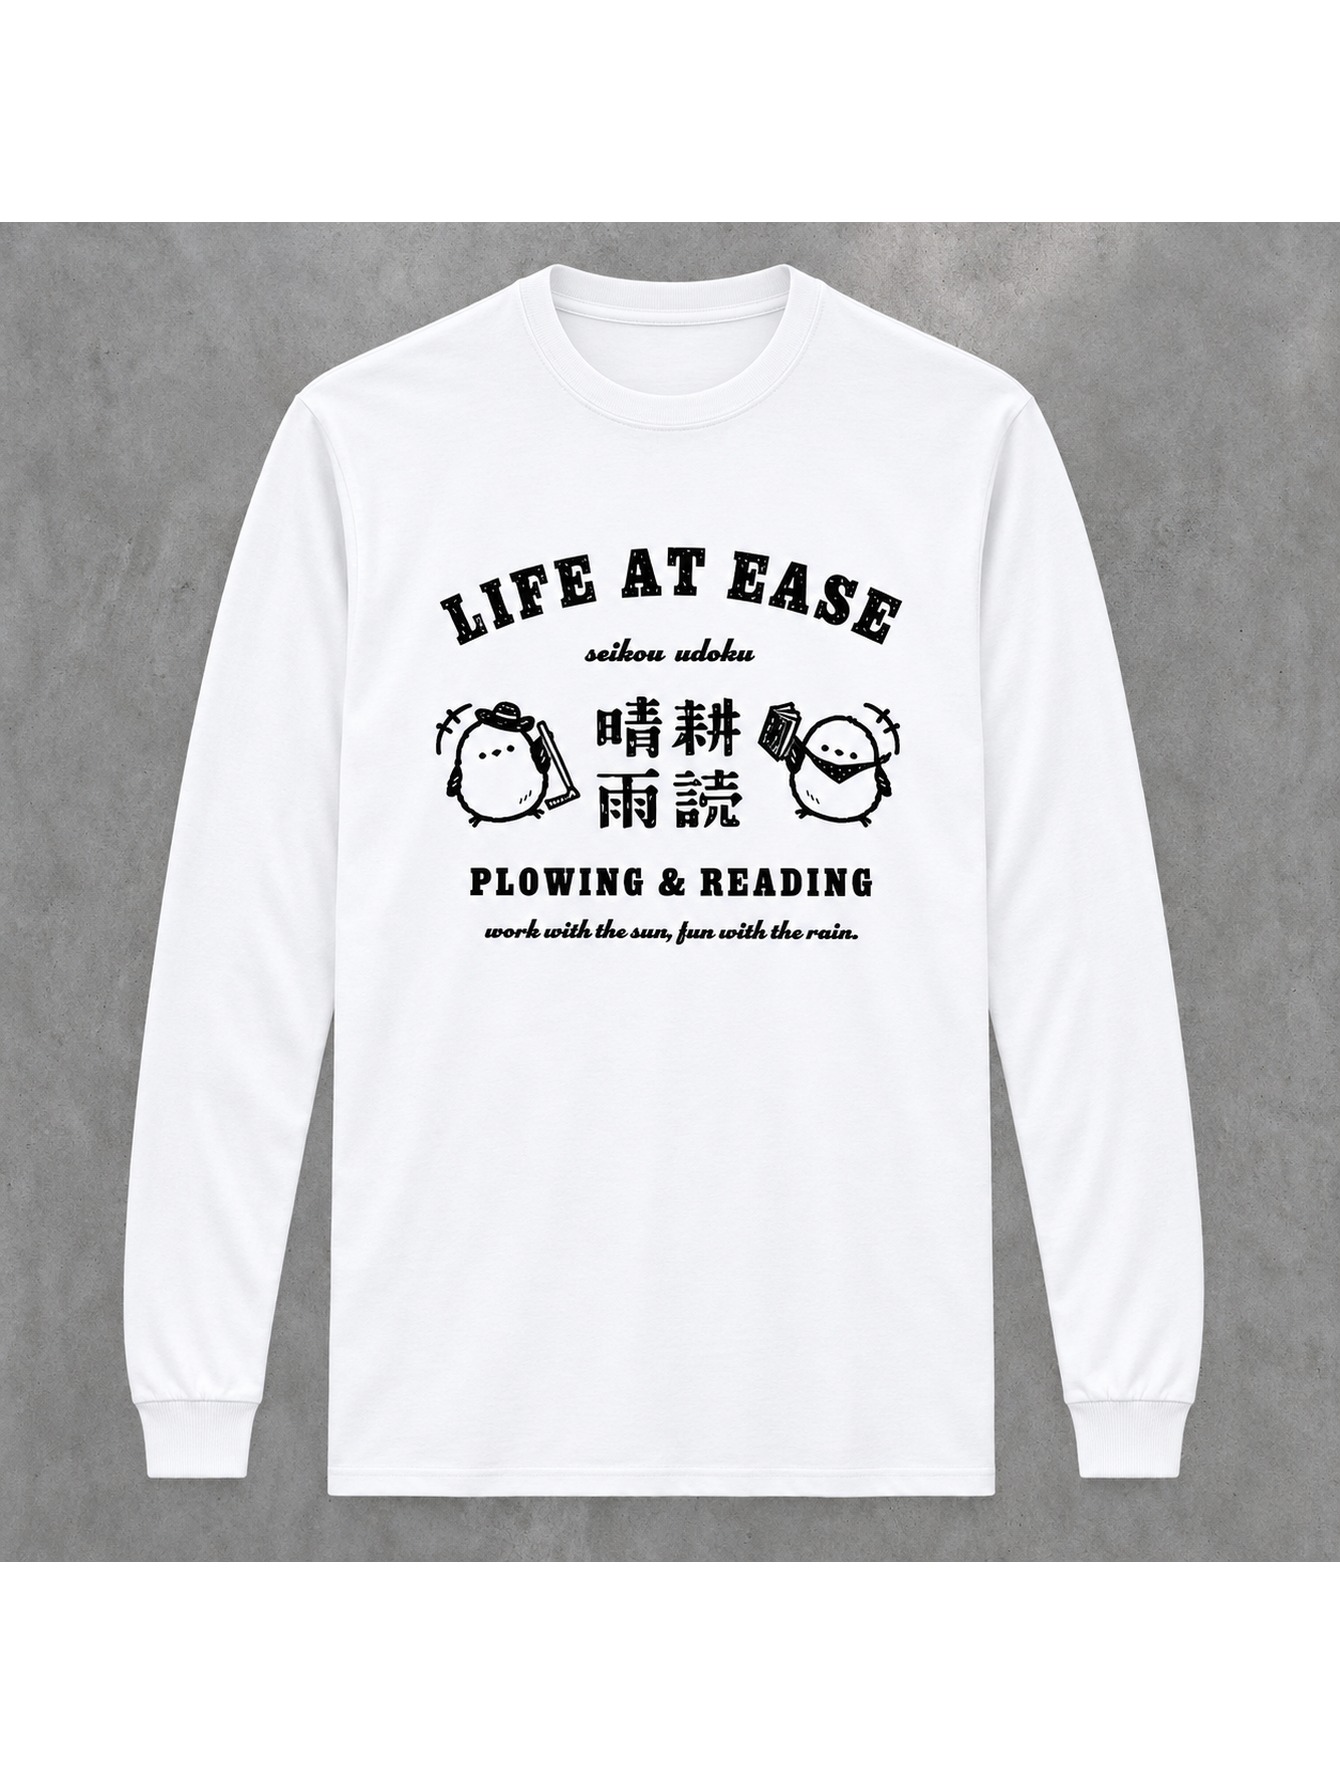 LIFE AT EASE
seikou udoku
晴耕
雨読
PLOWING & READING
work with the sun, fun with the rain.